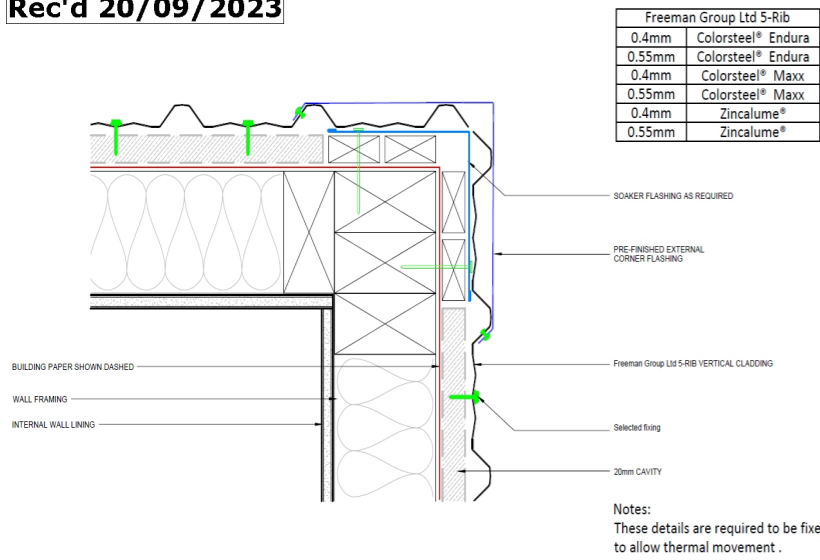 Rec'd 20/09/2023
Freeman Group Ltd 5-Rib
0.4mm Colorsteel® Endura
0.55mm Colorsteel® Endura
0.4mm Colorsteel® Maxx
0.55mm Colorsteel® Maxx
0.4mm Zincalume®
0.55mm Zincalume®
SOAKER FLASHING AS REQUIRED
PRE-FINISHED EXTERNAL
CORNER FLASHING
BUILDING PAPER SHOWN DASHED
Freeman Group Ltd 5-RIB VERTICAL CLADDING
WALL FRAMING
INTERNAL WALL LINING
Selected fixing
20mm CAVITY
Notes:
These details are required to be fixe
to allow thermal movement .